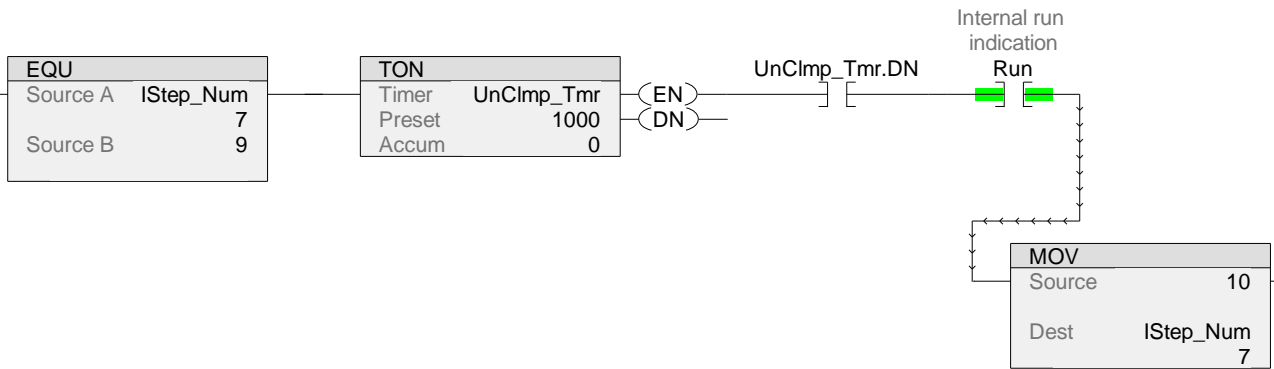 Internal run
indication
EQU
Source A IStep_Num
7
Source B 9
TON
Timer UnClmp_Tmr
Preset 1000
Accum 0
EN
DN
UnClmp_Tmr.DN
Run
MOV
Source 10
Dest IStep_Num
7